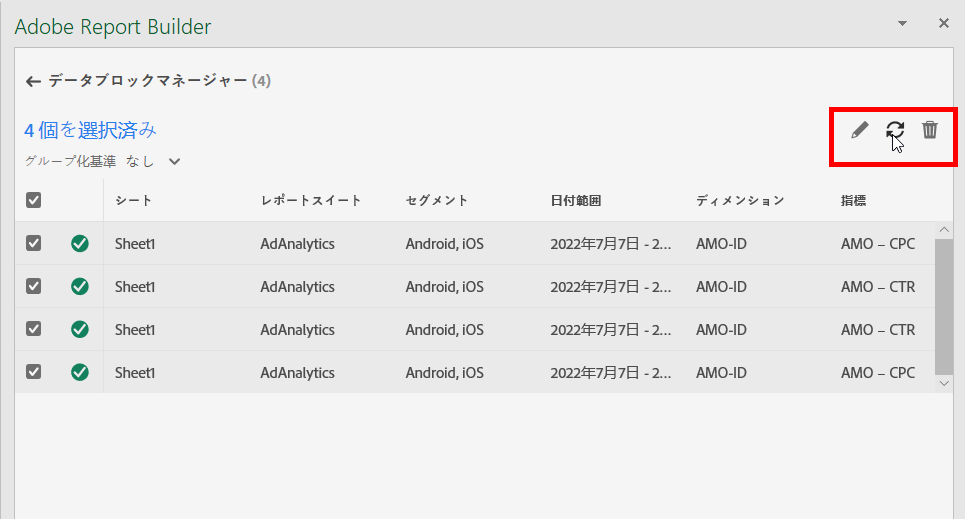 Adobe Report Builder
データブロックマネージャー (4)
4 個を選択済み
グループ化基準 なし
シート レポートスイート セグメント 日付範囲 ディメンション 指標
Sheet1 AdAnalytics Android, iOS 2022年7月7日 - 2... AMO-ID AMO – CPC
Sheet1 AdAnalytics Android, iOS 2022年7月7日 - 2... AMO-ID AMO – CTR
Sheet1 AdAnalytics Android, iOS 2022年7月7日 - 2... AMO-ID AMO – CTR
Sheet1 AdAnalytics Android, iOS 2022年7月7日 - 2... AMO-ID AMO – CPC